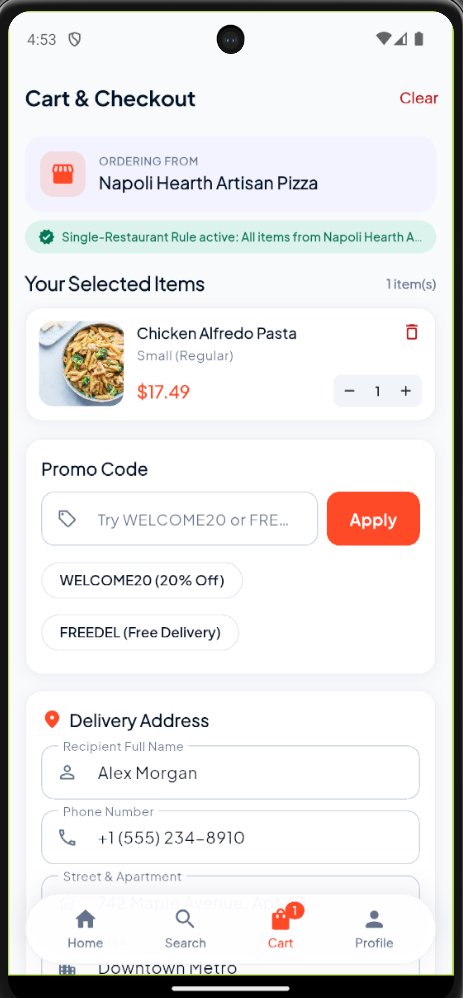 4:53
Cart & Checkout
Clear
ORDERING FROM
Napoli Hearth Artisan Pizza
Single-Restaurant Rule active: All items from Napoli Hearth A...
Your Selected Items
1 item(s)
Chicken Alfredo Pasta
Small (Regular)
$17.49
− 1 +
Promo Code
Try WELCOME20 or FRE...
Apply
WELCOME20 (20% Off)
FREEDEL (Free Delivery)
Delivery Address
Recipient Full Name
Alex Morgan
Phone Number
+1 (555) 234–8910
Street & Apartment
742 Maple Avenue,
1
Home
Search
Cart
Profile
Downtown Metro